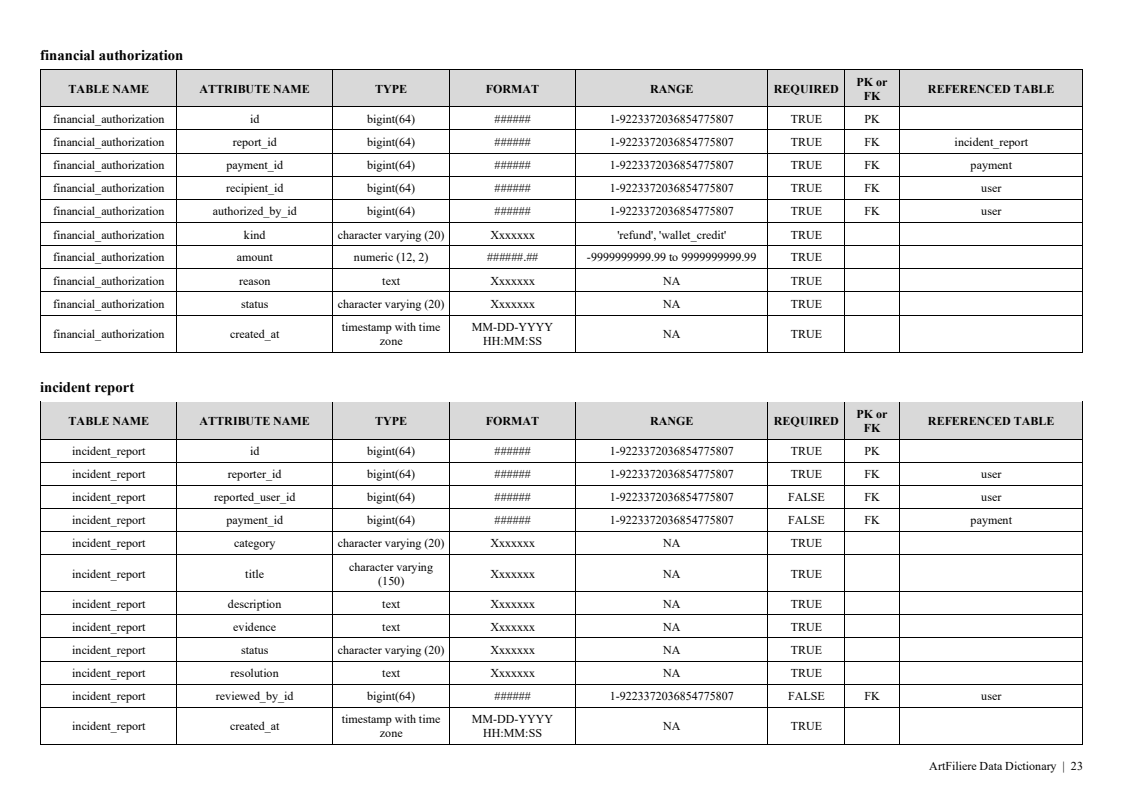 financial authorization
TABLE NAME ATTRIBUTE NAME TYPE FORMAT RANGE REQUIRED PK or FK REFERENCED TABLE
financial_authorization id bigint(64) ###### 1-9223372036854775807 TRUE PK
financial_authorization report_id bigint(64) ###### 1-9223372036854775807 TRUE FK incident_report
financial_authorization payment_id bigint(64) ###### 1-9223372036854775807 TRUE FK payment
financial_authorization recipient_id bigint(64) ###### 1-9223372036854775807 TRUE FK user
financial_authorization authorized_by_id bigint(64) ###### 1-9223372036854775807 TRUE FK user
financial_authorization kind character varying (20) Xxxxxxx 'refund', 'wallet_credit' TRUE
financial_authorization amount numeric (12, 2) ######.## -9999999999.99 to 9999999999.99 TRUE
financial_authorization reason text Xxxxxxx NA TRUE
financial_authorization status character varying (20) Xxxxxxx NA TRUE
financial_authorization created_at timestamp with time zone MM-DD-YYYY HH:MM:SS NA TRUE
incident report
TABLE NAME ATTRIBUTE NAME TYPE FORMAT RANGE REQUIRED PK or FK REFERENCED TABLE
incident_report id bigint(64) ###### 1-9223372036854775807 TRUE PK
incident_report reporter_id bigint(64) ###### 1-9223372036854775807 TRUE FK user
incident_report reported_user_id bigint(64) ###### 1-9223372036854775807 FALSE FK user
incident_report payment_id bigint(64) ###### 1-9223372036854775807 FALSE FK payment
incident_report category character varying (20) Xxxxxxx NA TRUE
incident_report title character varying (150) Xxxxxxx NA TRUE
incident_report description text Xxxxxxx NA TRUE
incident_report evidence text Xxxxxxx NA TRUE
incident_report status character varying (20) Xxxxxxx NA TRUE
incident_report resolution text Xxxxxxx NA TRUE
incident_report reviewed_by_id bigint(64) ###### 1-9223372036854775807 FALSE FK user
incident_report created_at timestamp with time zone MM-DD-YYYY HH:MM:SS NA TRUE
ArtFiliere Data Dictionary | 23